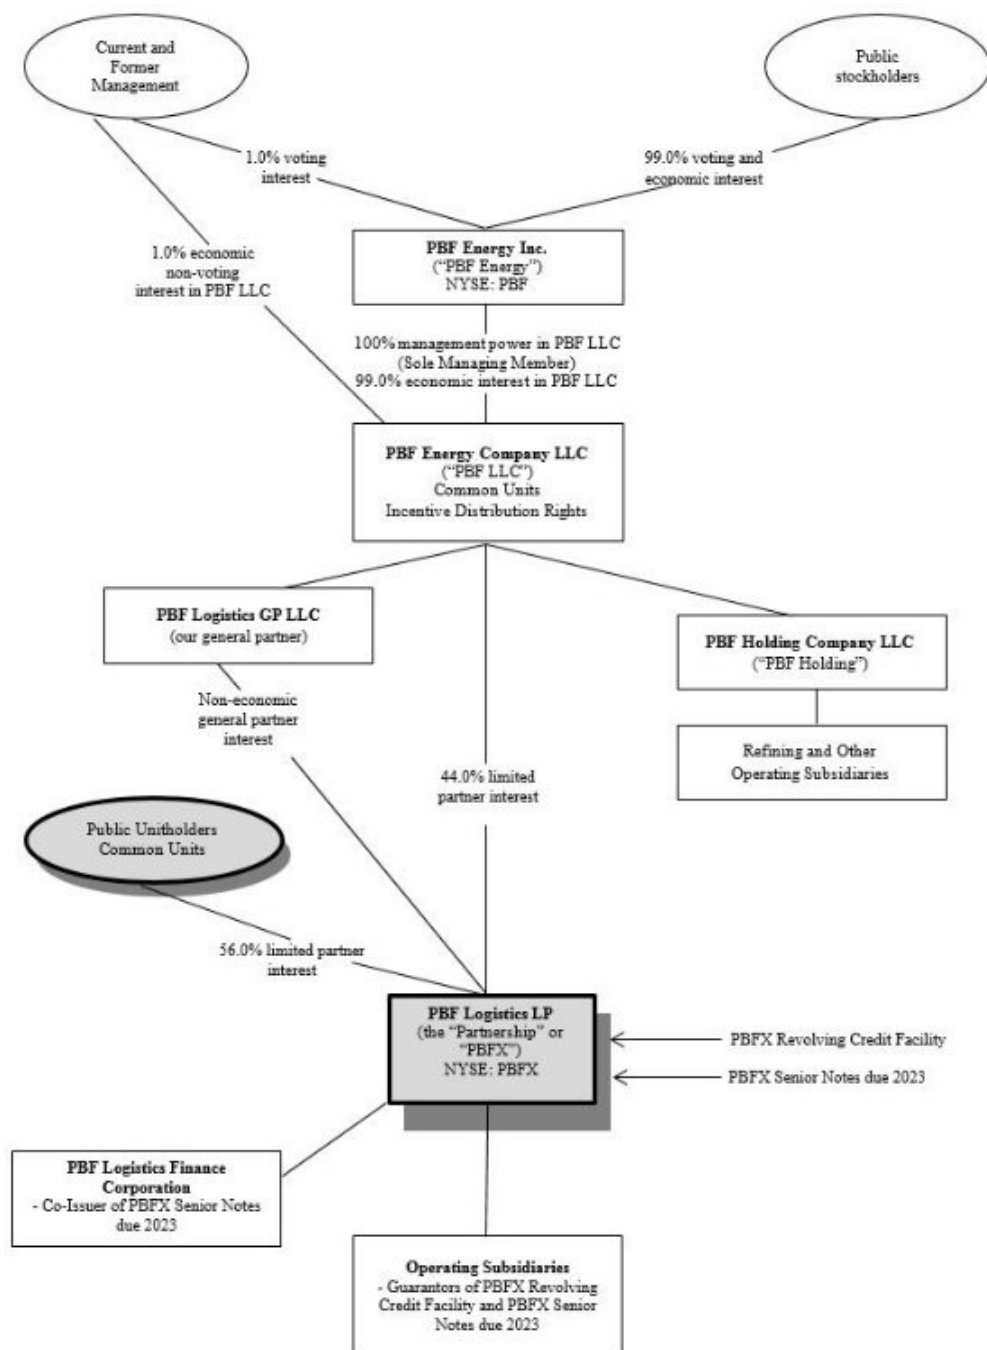 Current and
Former
Management
Public
stockholders
1.0% voting
interest
99.0% voting and
economic interest
PBF Energy Inc.
(“PBF Energy”)
NYSE: PBF
1.0% economic
non-voting
interest in PBF LLC
100% management power in PBF LLC
(Sole Managing Member)
99.0% economic interest in PBF LLC
PBF Energy Company LLC
(“PBF LLC”)
Common Units
Incentive Distribution Rights
PBF Logistics GP LLC
(our general partner)
PBF Holding Company LLC
(“PBF Holding”)
Non-economic
general partner
interest
Refining and Other
Operating Subsidiaries
44.0% limited
partner interest
Public Unitholders
Common Units
56.0% limited partner
interest
PBF Logistics LP
(the “Partnership” or
“PBFX”)
NYSE: PBFX
PBFX Revolving Credit Facility
PBFX Senior Notes due 2023
PBF Logistics Finance
Corporation
- Co-Issuer of PBFX Senior Notes
due 2023
Operating Subsidiaries
- Guarantors of PBFX Revolving
Credit Facility and PBFX Senior
Notes due 2023